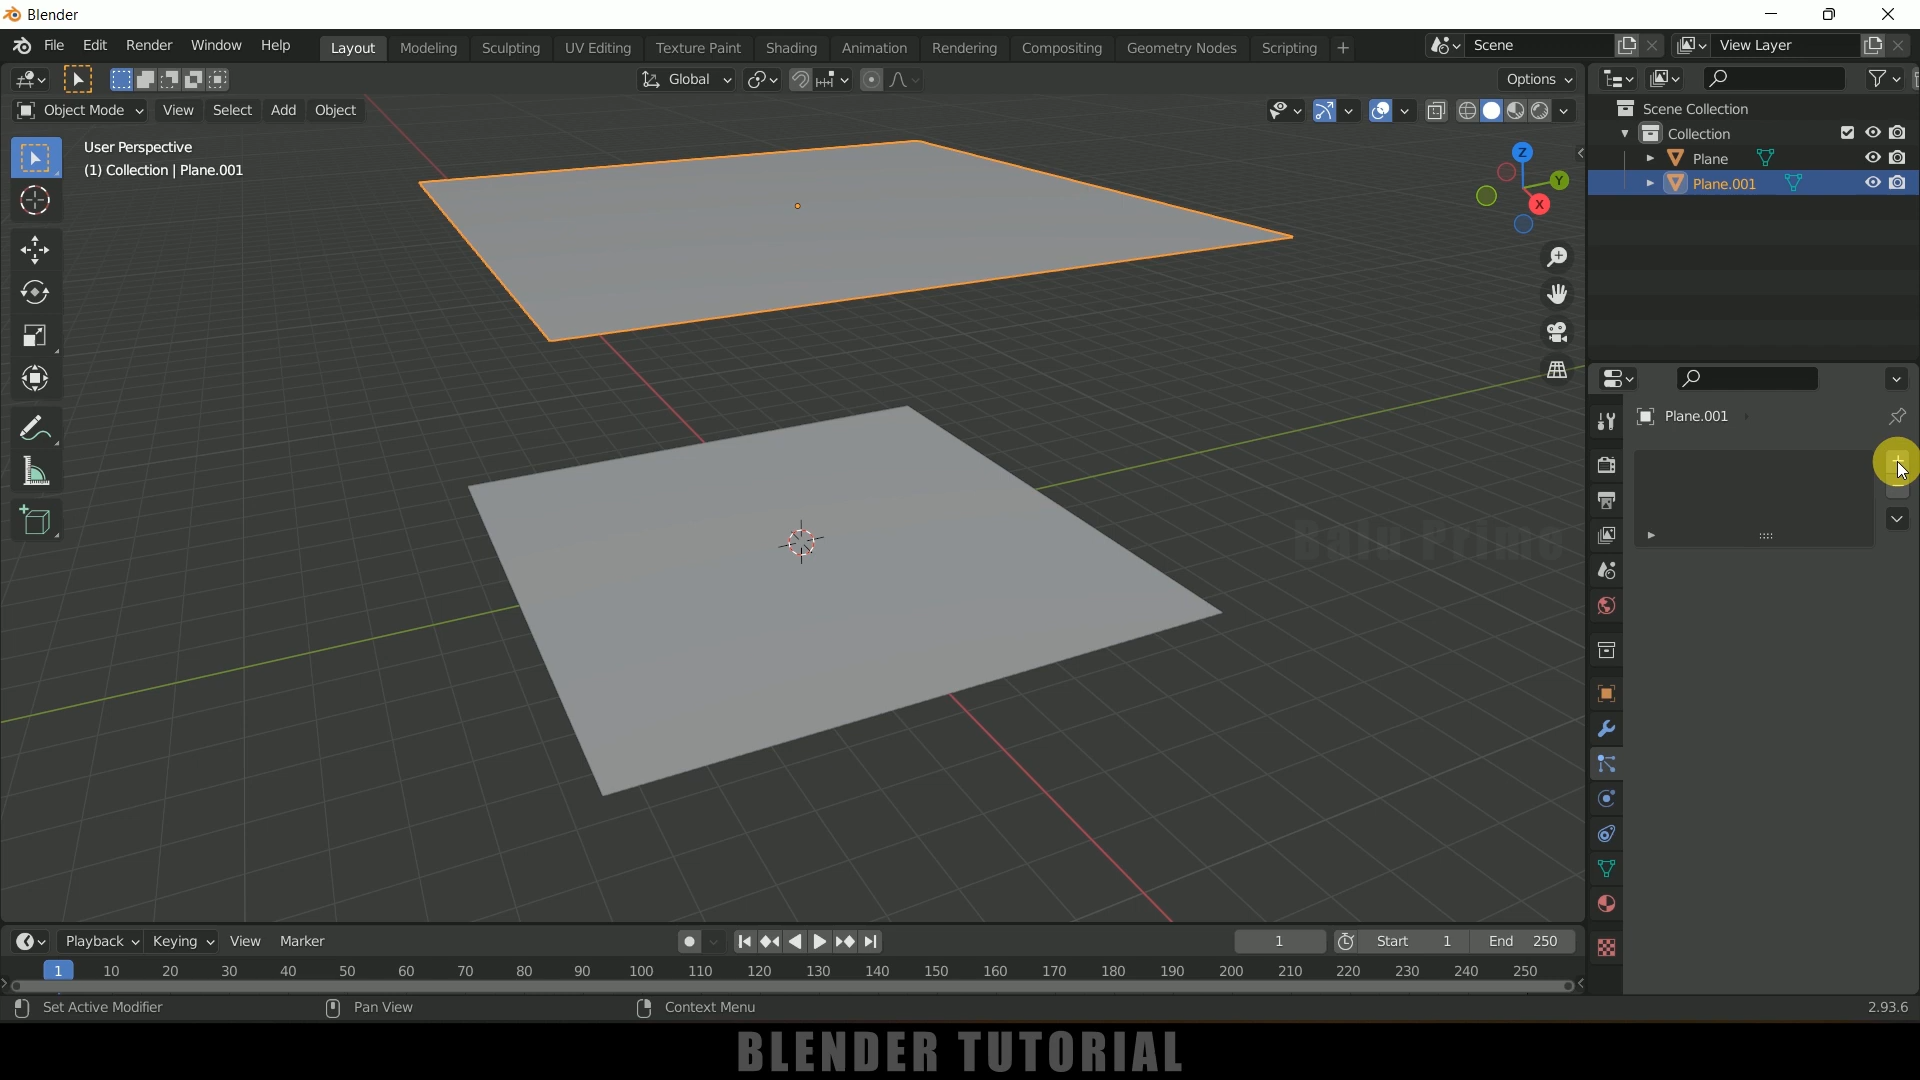 Blender
File Edit Render Window Help Layout Modeling Sculpting UV Editing Texture Paint Shading Animation Rendering Compositing Geometry Nodes Scripting + Scene View Layer
Global Options
Object Mode View Select Add Object
User Perspective
(1) Collection | Plane.001
Z
Y
X
Scene Collection
Collection
Plane
Plane.001
Plane.001
Balu Prime
Playback Keying View Marker 1 Start 1 End 250
1 10 20 30 40 50 60 70 80 90 100 110 120 130 140 150 160 170 180 190 200 210 220 230 240 250
Set Active Modifier Pan View Context Menu 2.93.6
BLENDER TUTORIAL